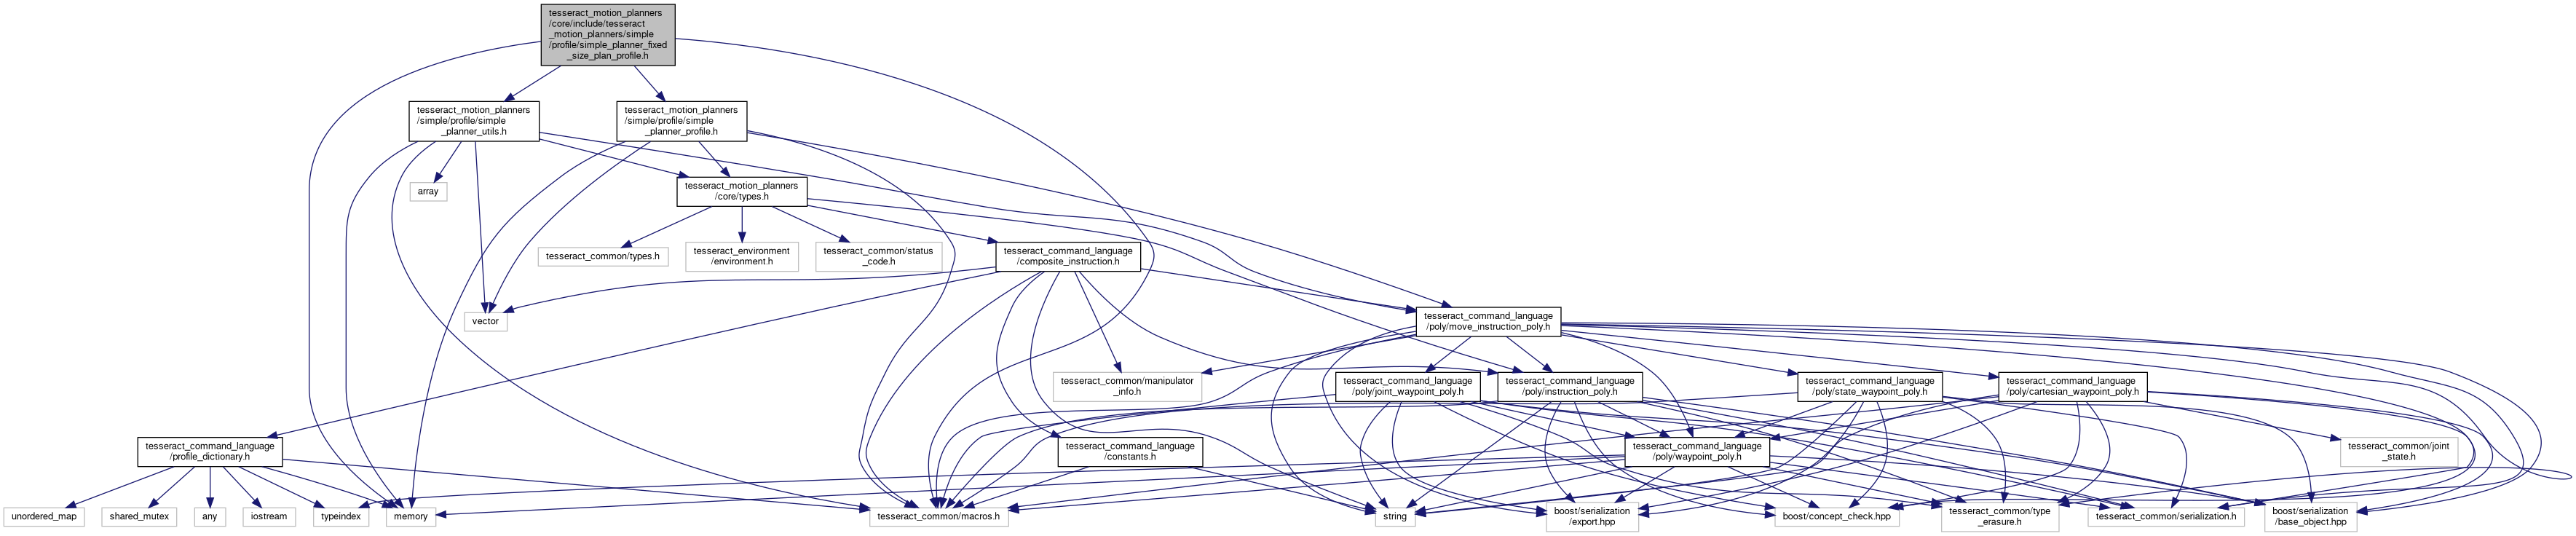 tesseract_motion_planners
/core/include/tesseract
_motion_planners/simple
/profile/simple_planner_fixed
_size_plan_profile.h
tesseract_motion_planners
/simple/profile/simple
_planner_utils.h
tesseract_motion_planners
/simple/profile/simple
_planner_profile.h
array
tesseract_motion_planners
/core/types.h
tesseract_common/types.h
tesseract_environment
/environment.h
tesseract_common/status
_code.h
tesseract_command_language
/composite_instruction.h
vector
tesseract_command_language
/poly/move_instruction_poly.h
tesseract_common/manipulator
_info.h
tesseract_command_language
/poly/joint_waypoint_poly.h
tesseract_command_language
/poly/instruction_poly.h
tesseract_command_language
/poly/state_waypoint_poly.h
tesseract_command_language
/poly/cartesian_waypoint_poly.h
tesseract_command_language
/profile_dictionary.h
tesseract_command_language
/constants.h
tesseract_command_language
/poly/waypoint_poly.h
tesseract_common/joint
_state.h
unordered_map
shared_mutex
any
iostream
typeindex
memory
tesseract_common/macros.h
string
boost/serialization
/export.hpp
boost/concept_check.hpp
tesseract_common/type
_erasure.h
tesseract_common/serialization.h
boost/serialization
/base_object.hpp